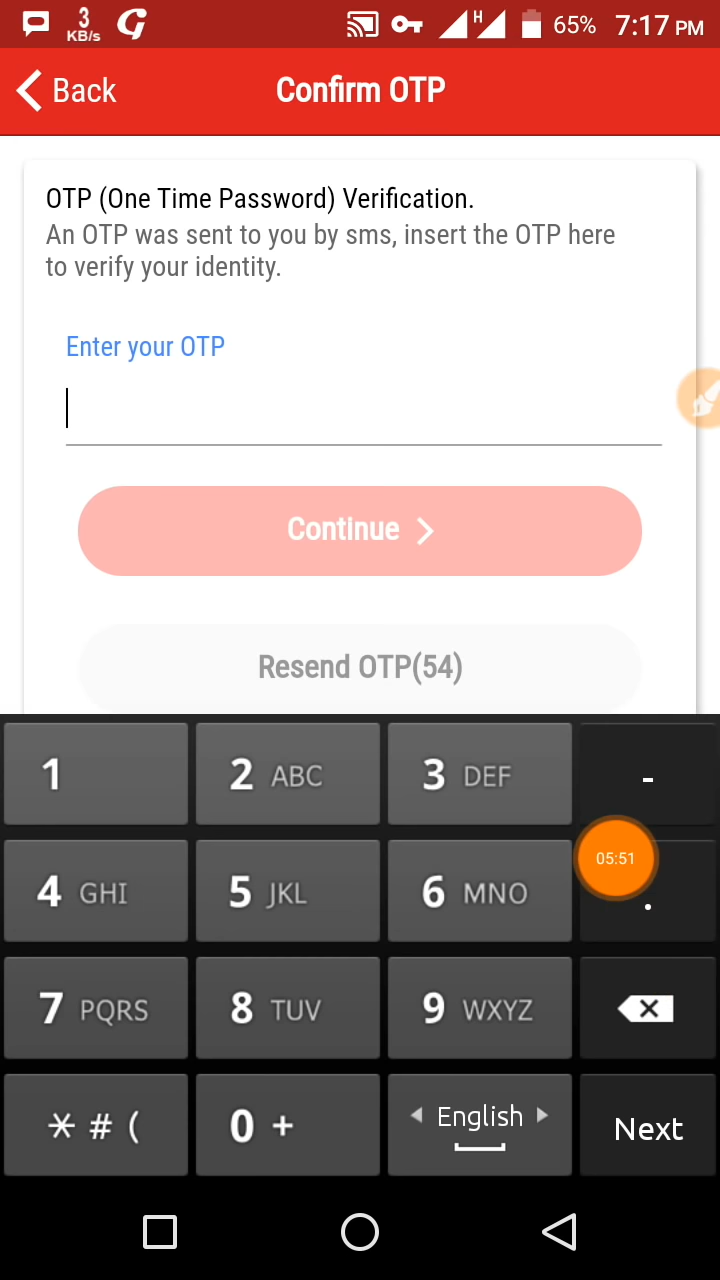 3
KB/s
G
H
65%
7:17 PM
Back
Confirm OTP
OTP (One Time Password) Verification.
An OTP was sent to you by sms, insert the OTP here
to verify your identity.
Enter your OTP
Continue
Resend OTP(54)
1
2 ABC
3 DEF
-
05:51
4 GHI
5 JKL
6 MNO
.
7 PQRS
8 TUV
9 WXYZ
* # (
0 +
English
Next